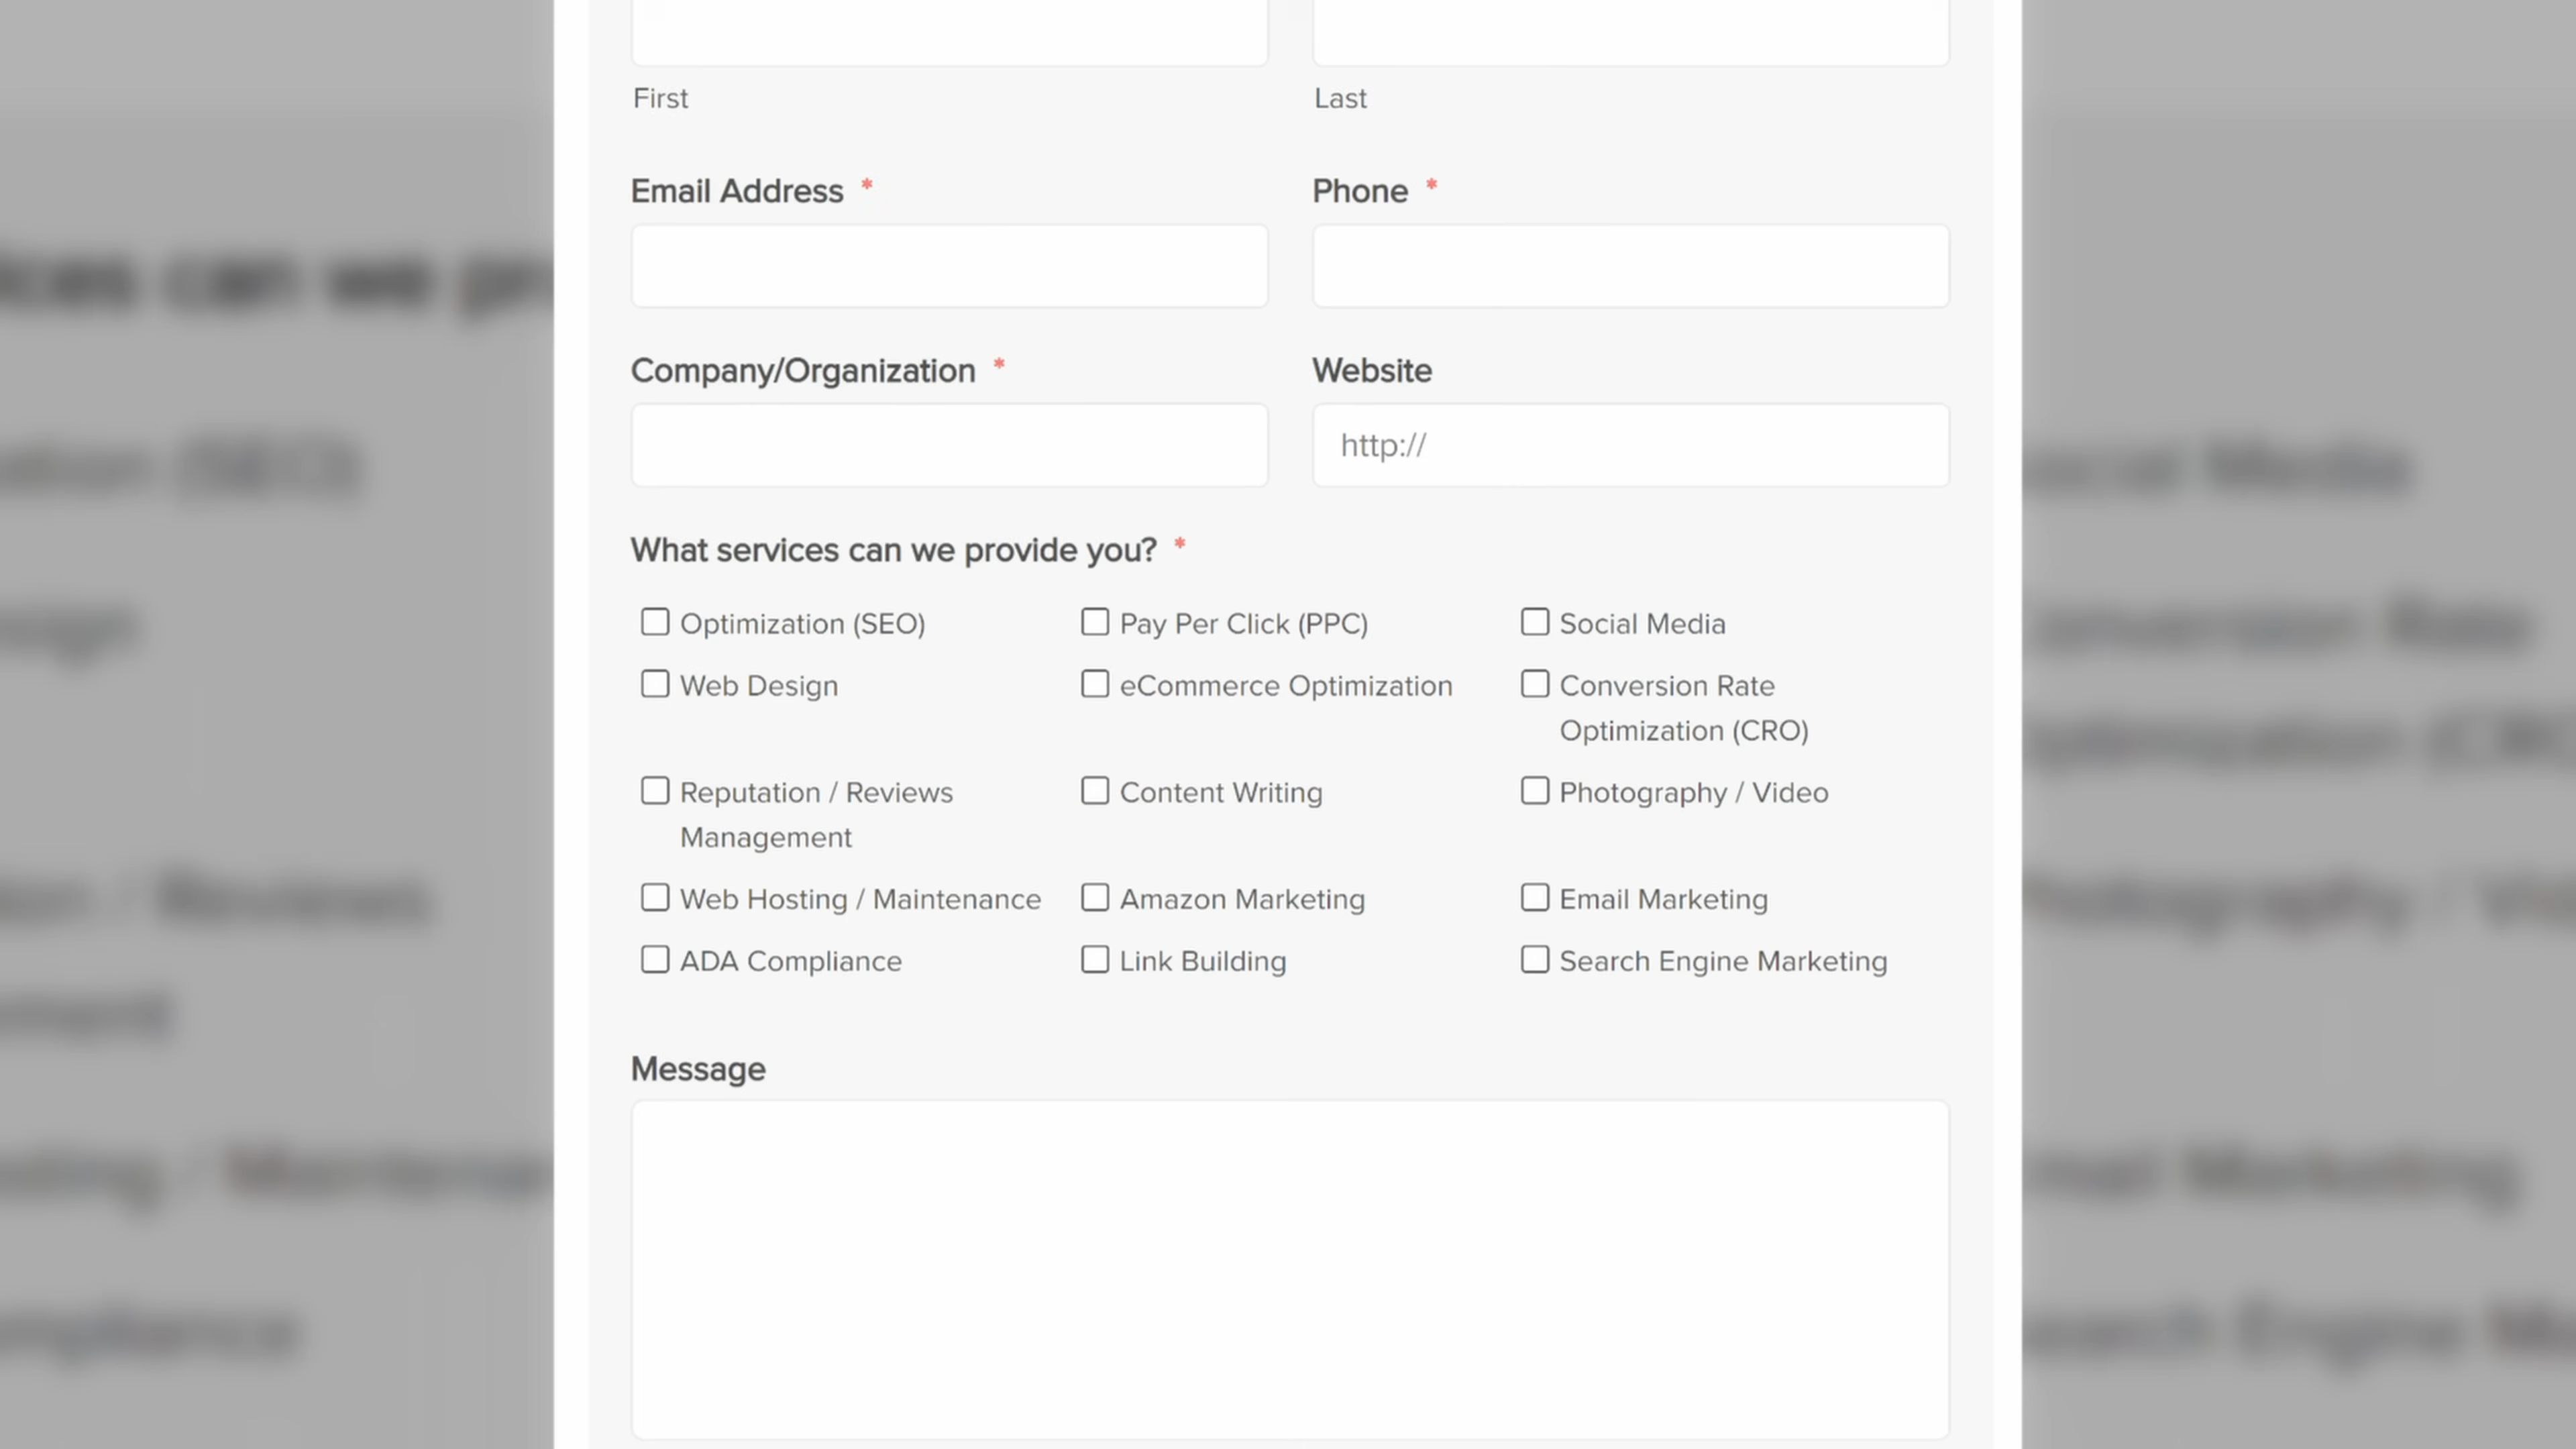 First Last
Email Address * Phone *
Company/Organization * Website
http://
What services can we provide you? *
Optimization (SEO) Pay Per Click (PPC) Social Media
Web Design eCommerce Optimization Conversion Rate
Optimization (CRO)
Reputation / Reviews Content Writing Photography / Video
Management
Web Hosting / Maintenance Amazon Marketing Email Marketing
ADA Compliance Link Building Search Engine Marketing
Message